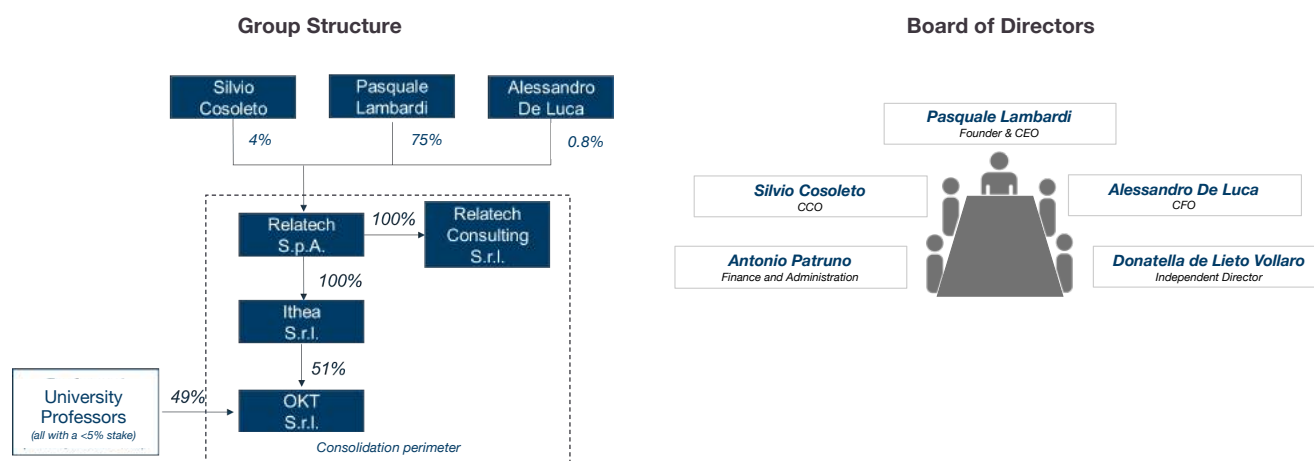 Group Structure
Silvio
Cosoleto
Pasquale
Lambardi
Alessandro
De Luca
4%
75%
0.8%
Relatech
S.p.A.
100%
Relatech
Consulting
S.r.l.
100%
Ithea
S.r.l.
51%
University
Professors
(all with a <5% stake)
49%
OKT
S.r.l.
Consolidation perimeter
Board of Directors
Pasquale Lambardi
Founder & CEO
Silvio Cosoleto
CCO
Alessandro De Luca
CFO
Antonio Patruno
Finance and Administration
Donatella de Lieto Vollaro
Independent Director